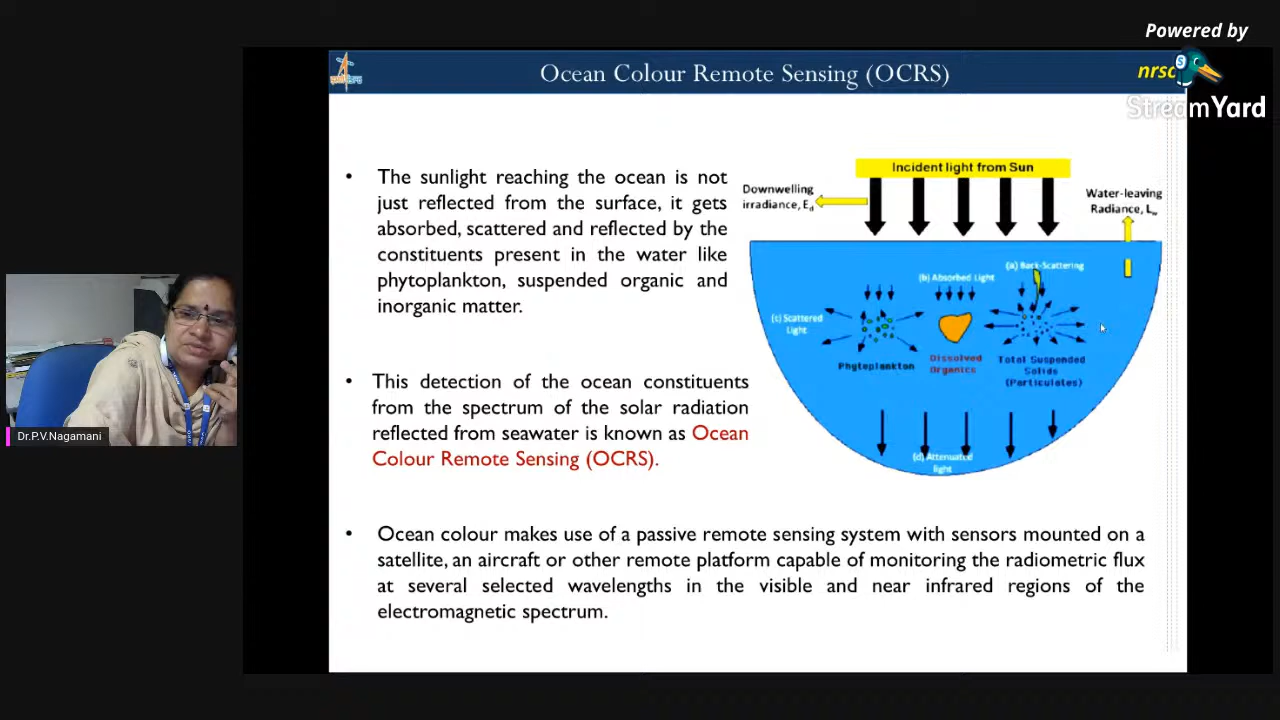 Powered by
StreamYard
Ocean Colour Remote Sensing (OCRS)
nrsc
• The sunlight reaching the ocean is not
just reflected from the surface, it gets
absorbed, scattered and reflected by the
constituents present in the water like
phytoplankton, suspended organic and
inorganic matter.
• This detection of the ocean constituents
from the spectrum of the solar radiation
reflected from seawater is known as Ocean
Colour Remote Sensing (OCRS).
• Ocean colour makes use of a passive remote sensing system with sensors mounted on a
satellite, an aircraft or other remote platform capable of monitoring the radiometric flux
at several selected wavelengths in the visible and near infrared regions of the
electromagnetic spectrum.
Incident light from Sun
Downwelling
irradiance, Ed
Water-leaving
Radiance, Lw
(a) Back-Scattering
(b) Absorbed Light
(c) Scattered
Light
Phytoplankton
Dissolved
Organics
Total Suspended
Solids
(Particulates)
(d) Attenuated
light
Dr.P.V.Nagamani